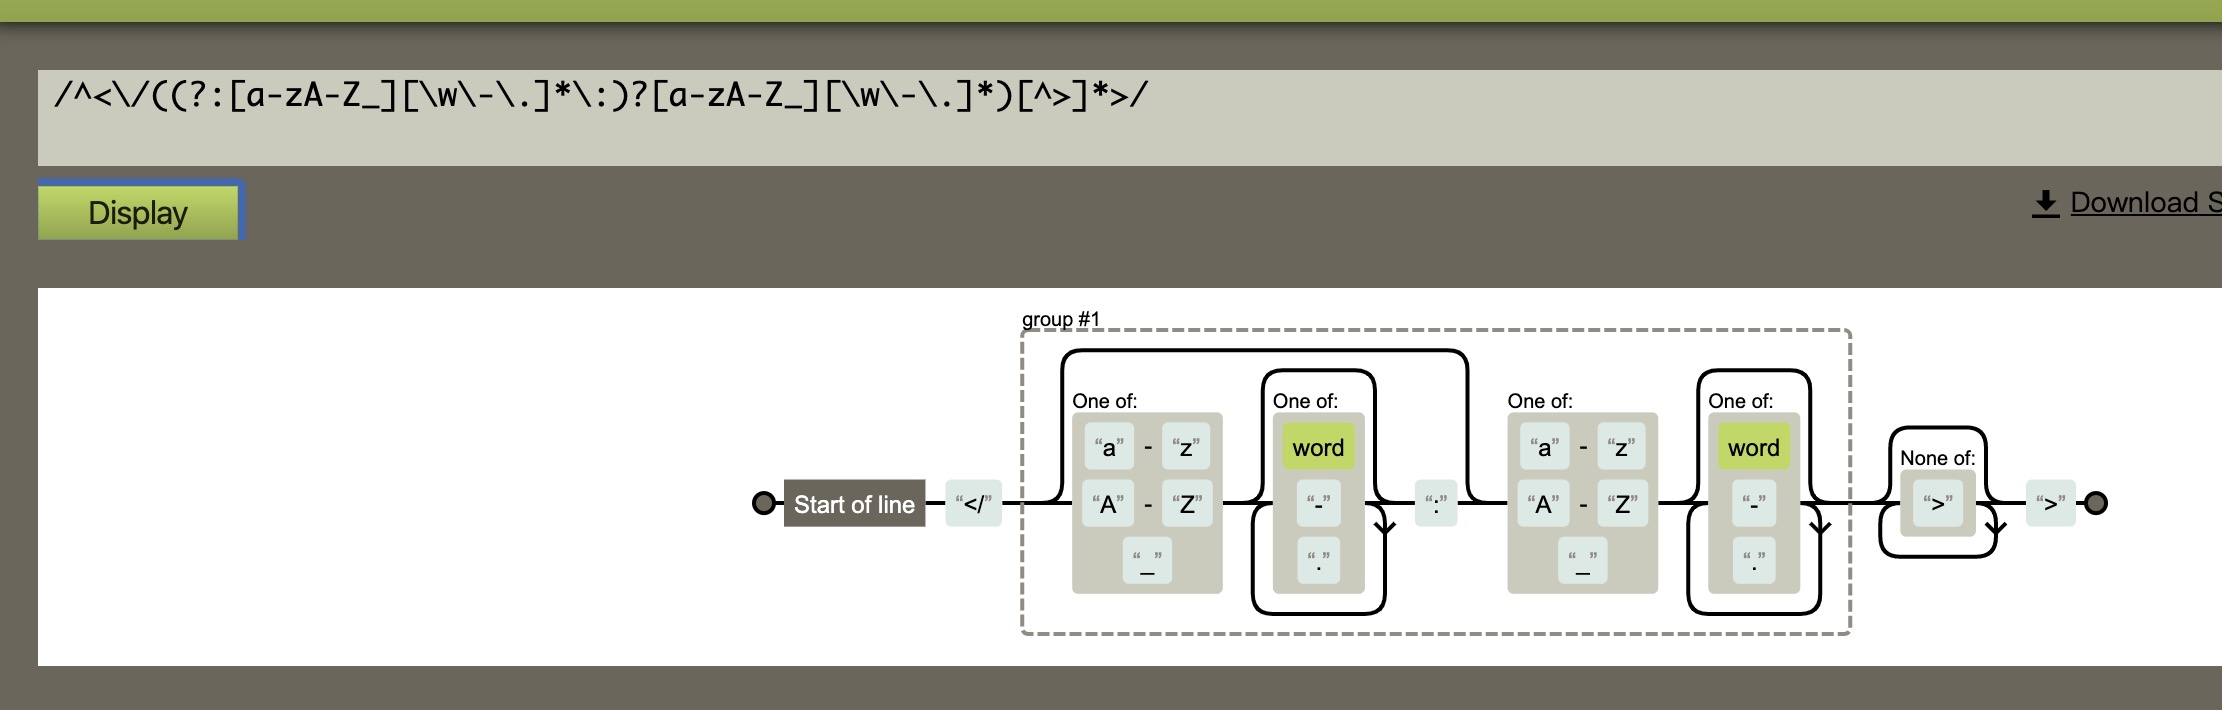 /^<\/((?:[a-zA-Z_][\w\-\.]*\:)?[a-zA-Z_][\w\-\.]*)[^>]*>/
Display
Download S
group #1
One of: One of: One of: One of:
“a” - “z” word “a” - “z” word
None of:
Start of line “</” “A” - “Z” “-” “:” “A” - “Z” “-” “>” “>”
“_” “.” “_” “.”